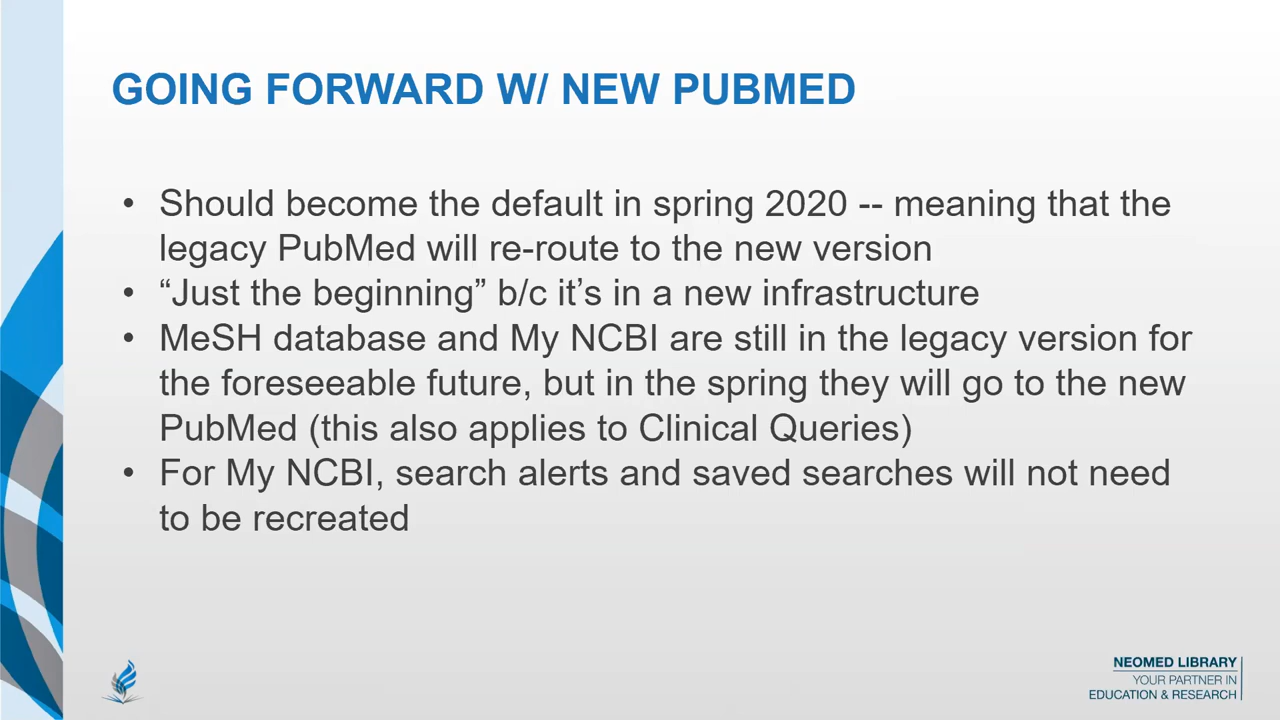 GOING FORWARD W/ NEW PUBMED
• Should become the default in spring 2020 -- meaning that the
legacy PubMed will re-route to the new version
• “Just the beginning” b/c it’s in a new infrastructure
• MeSH database and My NCBI are still in the legacy version for
the foreseeable future, but in the spring they will go to the new
PubMed (this also applies to Clinical Queries)
• For My NCBI, search alerts and saved searches will not need
to be recreated
NEOMED LIBRARY
YOUR PARTNER IN
EDUCATION & RESEARCH